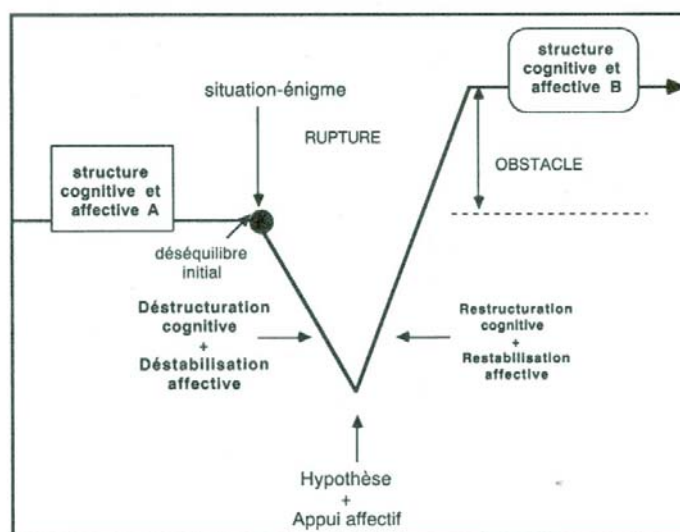 structure
cognitive et
affective B
situation-énigme
RUPTURE
OBSTACLE
structure
cognitive et
affective A
déséquilibre
initial
Déstructuration
cognitive
+
Déstabilisation
affective
Restructuration
cognitive
+
Restabilisation
affective
Hypothèse
+
Appui affectif